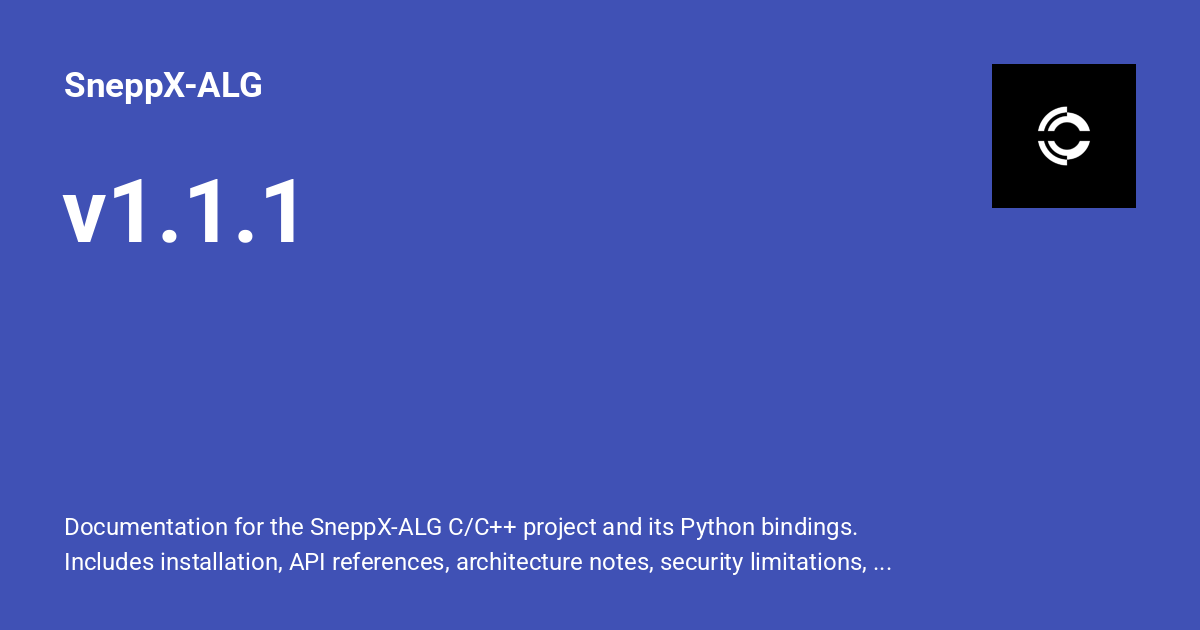 SneppX-ALG
v1.1.1
Documentation for the SneppX-ALG C/C++ project and its Python bindings.
Includes installation, API references, architecture notes, security limitations, ...